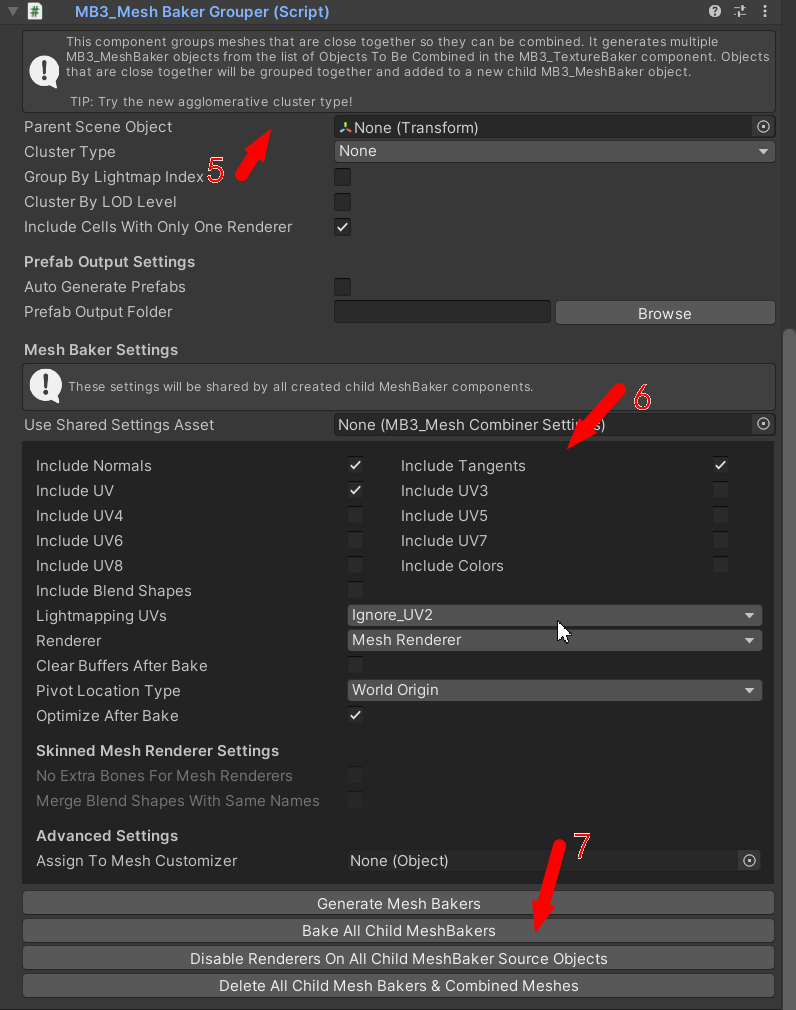 MB3_Mesh Baker Grouper (Script)
This component groups meshes that are close together so they can be combined. It generates multiple
MB3_MeshBaker objects from the list of Objects To Be Combined in the MB3_TextureBaker component. Objects
that are close together will be grouped together and added to a new child MB3_MeshBaker object.
TIP: Try the new agglomerative cluster type!
Parent Scene Object None (Transform)
Cluster Type None
Group By Lightmap Index 5
Cluster By LOD Level
Include Cells With Only One Renderer
Prefab Output Settings
Auto Generate Prefabs
Prefab Output Folder Browse
Mesh Baker Settings
These settings will be shared by all created child MeshBaker components.
6
Use Shared Settings Asset None (MB3_Mesh Combiner Settings)
Include Normals Include Tangents
Include UV Include UV3
Include UV4 Include UV5
Include UV6 Include UV7
Include UV8 Include Colors
Include Blend Shapes
Lightmapping UVs Ignore_UV2
Renderer Mesh Renderer
Clear Buffers After Bake
Pivot Location Type World Origin
Optimize After Bake
Skinned Mesh Renderer Settings
No Extra Bones For Mesh Renderers
Merge Blend Shapes With Same Names
Advanced Settings 7
Assign To Mesh Customizer None (Object)
Generate Mesh Bakers
Bake All Child MeshBakers
Disable Renderers On All Child MeshBaker Source Objects
Delete All Child Mesh Bakers & Combined Meshes